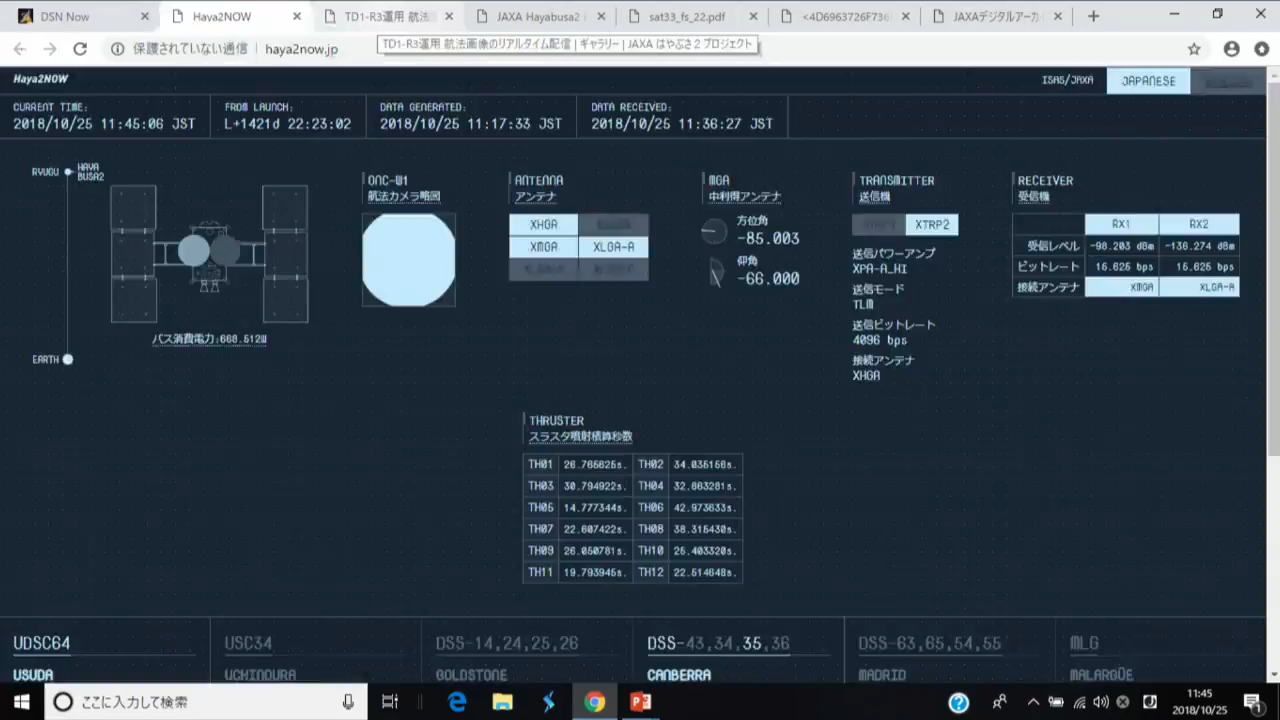 DSN Now
Haya2NOW
TD1-R3運用 航法
JAXA Hayabusa2
sat33_fs_22.pdf
<4D6963726F736
JAXAデジタルアーカ
保護されていない通信 | haya2now.jp
TD1-R3運用 航法画像のリアルタイム配信 | ギャラリー | JAXA はやぶさ２プロジェクト
Haya2NOW
ISAS/JAXA
JAPANESE
CURRENT TIME:
2018/10/25 11:45:06 JST
FROM LAUNCH:
L+1421d 22:23:02
DATA GENERATED:
2018/10/25 11:17:33 JST
DATA RECEIVED:
2018/10/25 11:36:27 JST
RYUGU
HAYA
BUSA2
EARTH
バス消費電力:668.512W
ONC-W1
航法カメラ略図
ANTENNA
アンテナ
XHGA
XMGA XLGA-A
MGA
中利得アンテナ
方位角
-85.003
仰角
-66.000
TRANSMITTER
送信機
XTRP2
送信パワーアンプ
XPA-A_HI
送信モード
TLM
送信ビットレート
4096 bps
接続アンテナ
XHGA
RECEIVER
受信機
RX1 RX2
受信レベル -98.203 dBm -136.274 dBm
ビットレート 15.625 bps 15.625 bps
接続アンテナ XMGA XLGA-A
THRUSTER
スラスタ噴射積算秒数
TH01 26.765625s. TH02 34.035156s.
TH03 30.794922s. TH04 32.663281s.
TH05 14.777344s. TH06 42.973633s.
TH07 22.607422s. TH08 38.315430s.
TH09 26.050781s. TH10 25.403320s.
TH11 19.793945s. TH12 22.514648s.
UDSC64
USUDA
USC34
UCHINOURA
DSS-14,24,25,26
GOLDSTONE
DSS-43,34,35,36
CANBERRA
DSS-63,65,54,55
MADRID
MLG
MALARGÜE
ここに入力して検索
11:45
2018/10/25
1